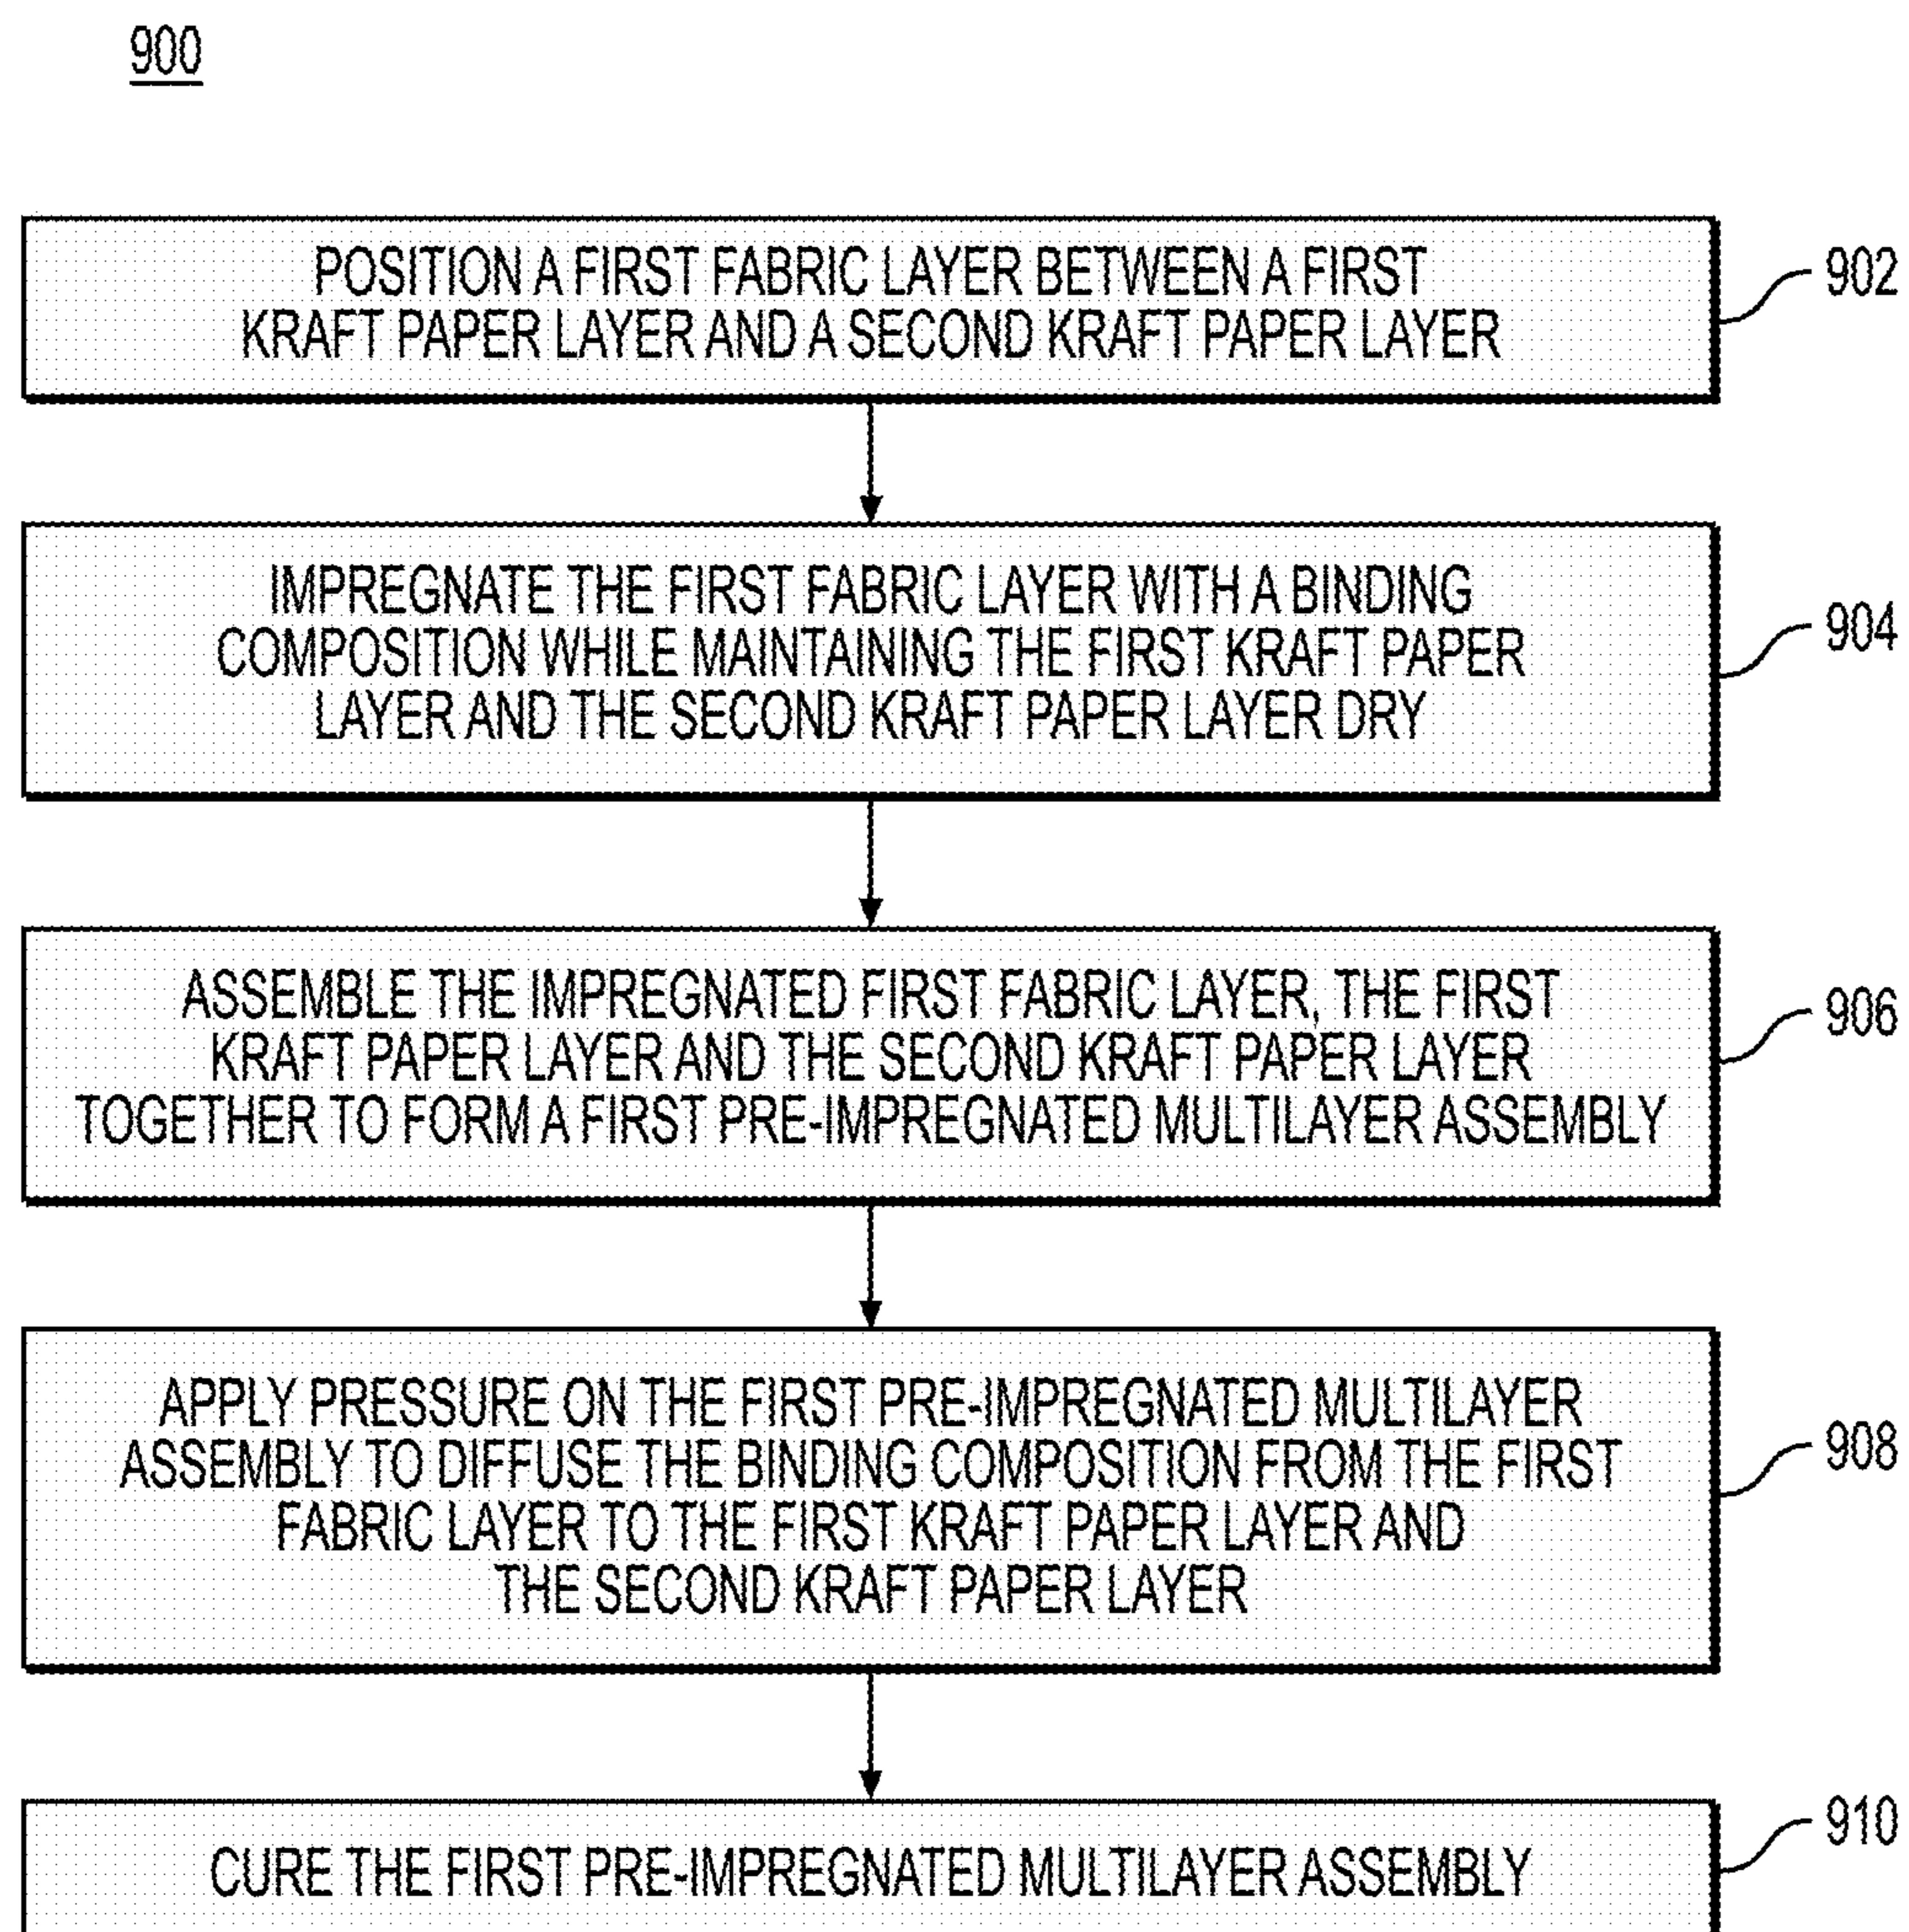 900
POSITION A FIRST FABRIC LAYER BETWEEN A FIRST
KRAFT PAPER LAYER AND A SECOND KRAFT PAPER LAYER
902
IMPREGNATE THE FIRST FABRIC LAYER WITH A BINDING
COMPOSITION WHILE MAINTAINING THE FIRST KRAFT PAPER
LAYER AND THE SECOND KRAFT PAPER LAYER DRY
904
ASSEMBLE THE IMPREGNATED FIRST FABRIC LAYER, THE FIRST
KRAFT PAPER LAYER AND THE SECOND KRAFT PAPER LAYER
TOGETHER TO FORM A FIRST PRE-IMPREGNATED MULTILAYER ASSEMBLY
906
APPLY PRESSURE ON THE FIRST PRE-IMPREGNATED MULTILAYER
ASSEMBLY TO DIFFUSE THE BINDING COMPOSITION FROM THE FIRST
FABRIC LAYER TO THE FIRST KRAFT PAPER LAYER AND
THE SECOND KRAFT PAPER LAYER
908
CURE THE FIRST PRE-IMPREGNATED MULTILAYER ASSEMBLY
910